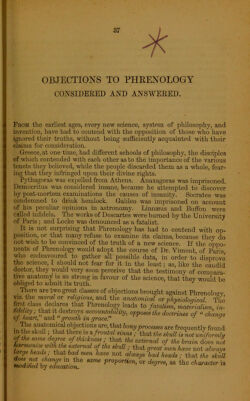 37
OBJECTIONS TO PHRENOLOGY
CONSIDERED AND ANSWERED.
From the earliest ages, every new science, system of philosophy, and
invention, have had to contend with the opposition of those who have
ignored their truths, without being sufficiently acquainted with their
claims for consideration.
Greece, at one time, had different schools of philosophy, the disciples
of which contended with each other as to the importance of the various
tenets they believed, while the people discarded them as a whole, fear-
ing that they infringed upon their divine rights.
Pythagoras was expelled from Athens. Anaxagoras was imprisoned.
Democritus was considered insane, because he attempted to discover
by post-mortem examinations the causes of insanity. Socrates was
condemned to drink hemlock. Galileo was imprisoned on account
of his peculiar opinions in astronomy. Linnæus and Buffon were
called infidels. The works of Descartes were burned by the University
of Paris; and Locke was denounced as a fatalist.
It is not surprising that Phrenology has had to contend with op-
position, or that many refuse to examine its claims, because they do
not wish to be convinced of the truth of a new science. If the oppo-
nents of Phrenology would adopt the course of Dr. Vimont, of Paris,
who endeavoured to gather all possible data, in order to disprove
the science, I should not fear for it in the least; as, like the candid
doctor, they would very soon perceive that the testimony of compara-
tive anatomy is so strong in favour of the science, that they would be
obliged to admit its truth.
There are two great classes of objections brought against Phrenology,
viz. the moral or religious, and the anatomical or physiological. The
first class declares that Phrenology leads to fatalism, materialism, in-
fidelity; that it destroys accountability, opposes the doctrines of "change
of heart," and "growth in grace."
The anatomical objections are, that bony processes are frequently found
in the skull; that there is a frontal sinus; that the skull is not uniformly
of the same degree of thickness; that the external of the brain does not
harmonize with the external of the skull; that great men have not always
large heads; that bad men have not always bad heads; that the skull
does not change in the same proportion, or degree, as the character is
modified by education.